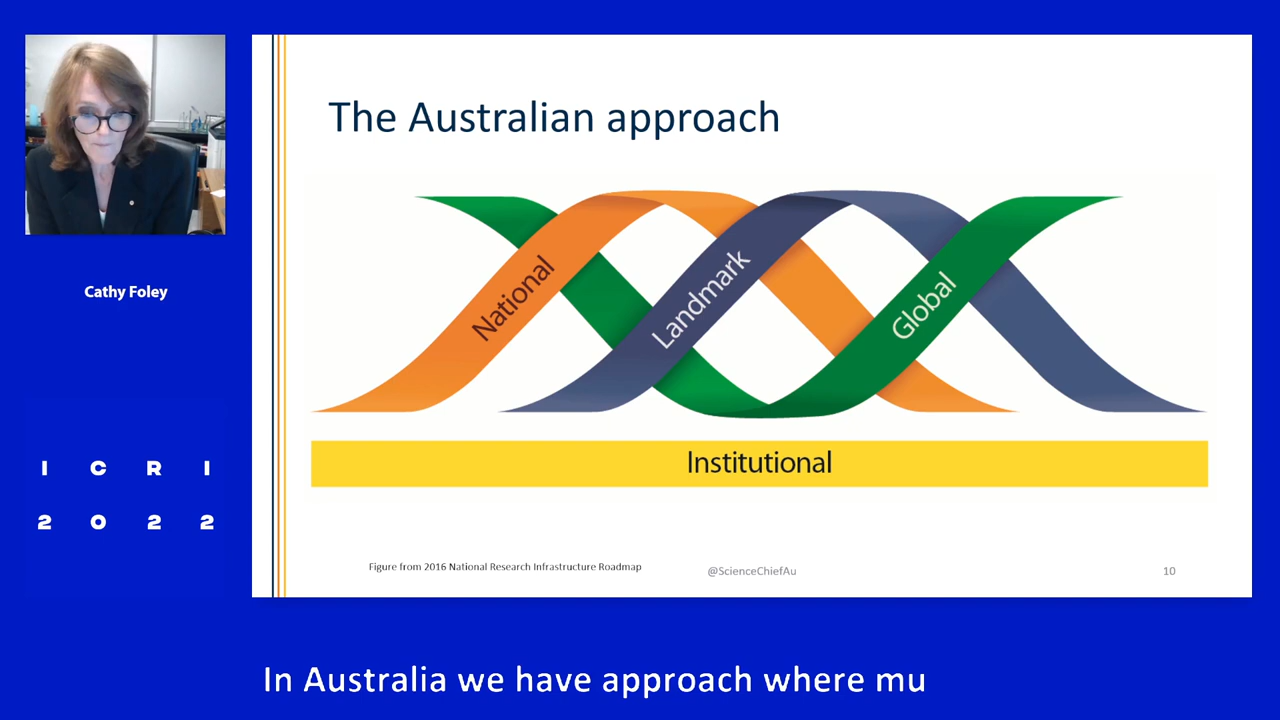 The Australian approach
National
Landmark
Global
Institutional
Figure from 2016 National Research Infrastructure Roadmap
@ScienceChiefAu
10
Cathy Foley
I C R I
2 0 2 2
In Australia we have approach where mu